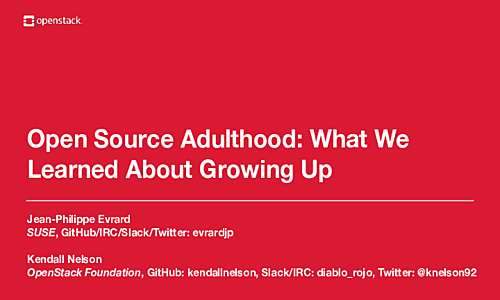 openstack.
Open Source Adulthood: What We
Learned About Growing Up
Jean-Philippe Evrard
SUSE, GitHub/IRC/Slack/Twitter: evrardjp
Kendall Nelson
OpenStack Foundation, GitHub: kendallnelson, Slack/IRC: diablo_rojo, Twitter: @knelson92